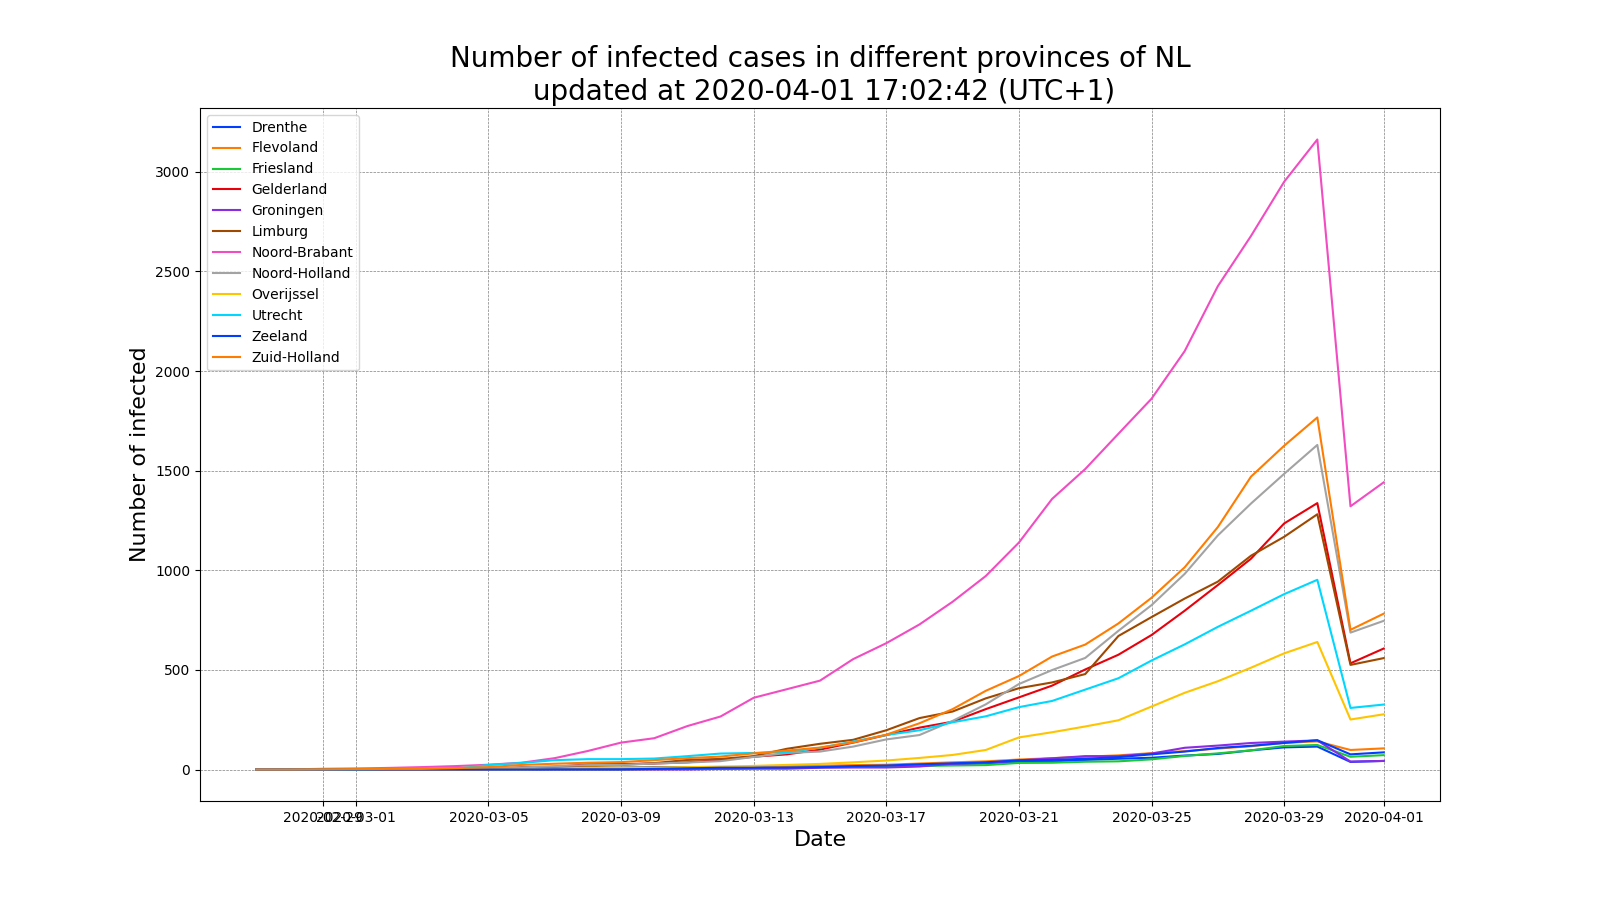 Number of infected cases in different provinces of NL
updated at 2020-04-01 17:02:42 (UTC+1)
Drenthe
Flevoland
Friesland
Gelderland
Groningen
Limburg
Noord-Brabant
Noord-Holland
Overijssel
Utrecht
Zeeland
Zuid-Holland
Number of infected
3000
2500
2000
1500
1000
500
0
2020-02-29 2020-03-01 2020-03-05 2020-03-09 2020-03-13 2020-03-17 2020-03-21 2020-03-25 2020-03-29 2020-04-01
Date